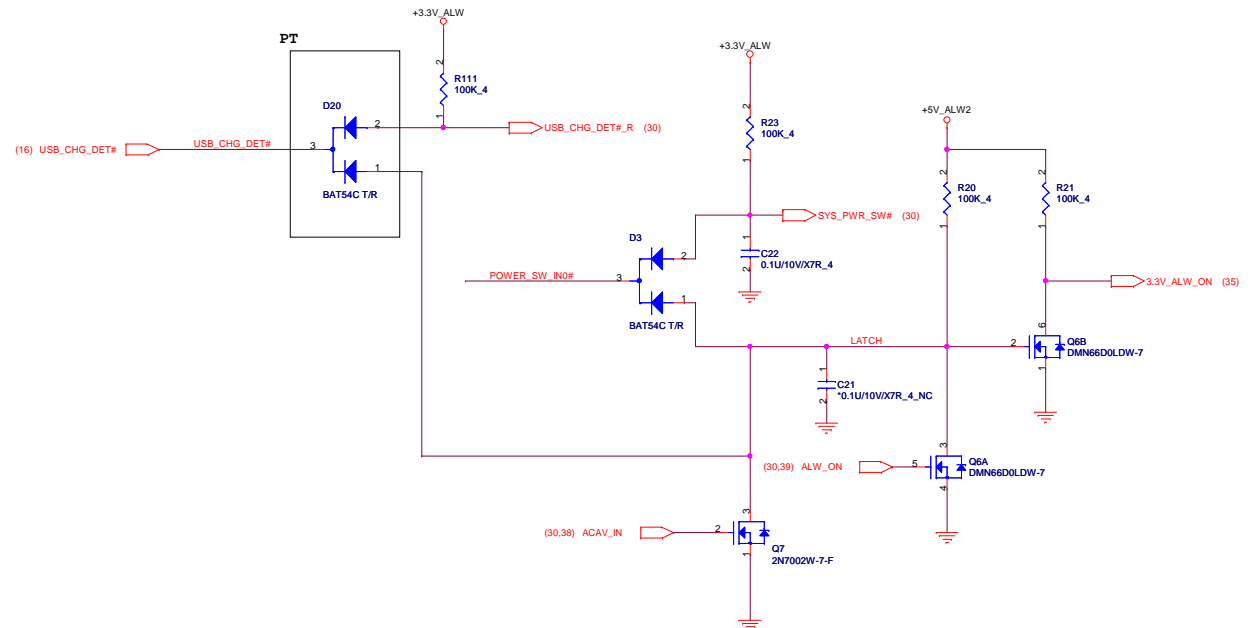 +3.3V_ALW
PT
2
R111
100K_4
1
D20
2
3
1
BAT54C T/R
(16) USB_CHG_DET#
USB_CHG_DET#
USB_CHG_DET#_R (30)
+3.3V_ALW
2
R23
100K_4
1
SYS_PWR_SW# (30)
1
C22
0.1U/10V/X7R_4
2
D3
2
POWER_SW_IN0#
3
1
BAT54C T/R
+5V_ALW2
2
R20
100K_4
1
2
R21
100K_4
1
3.3V_ALW_ON (35)
6
Q6B
DMN66D0LDW-7
2
1
LATCH
1
C21
*0.1U/10V/X7R_4_NC
2
3
(30,39) ALW_ON
5
Q6A
DMN66D0LDW-7
4
3
(30,38) ACAV_IN
2
1
Q7
2N7002W-7-F